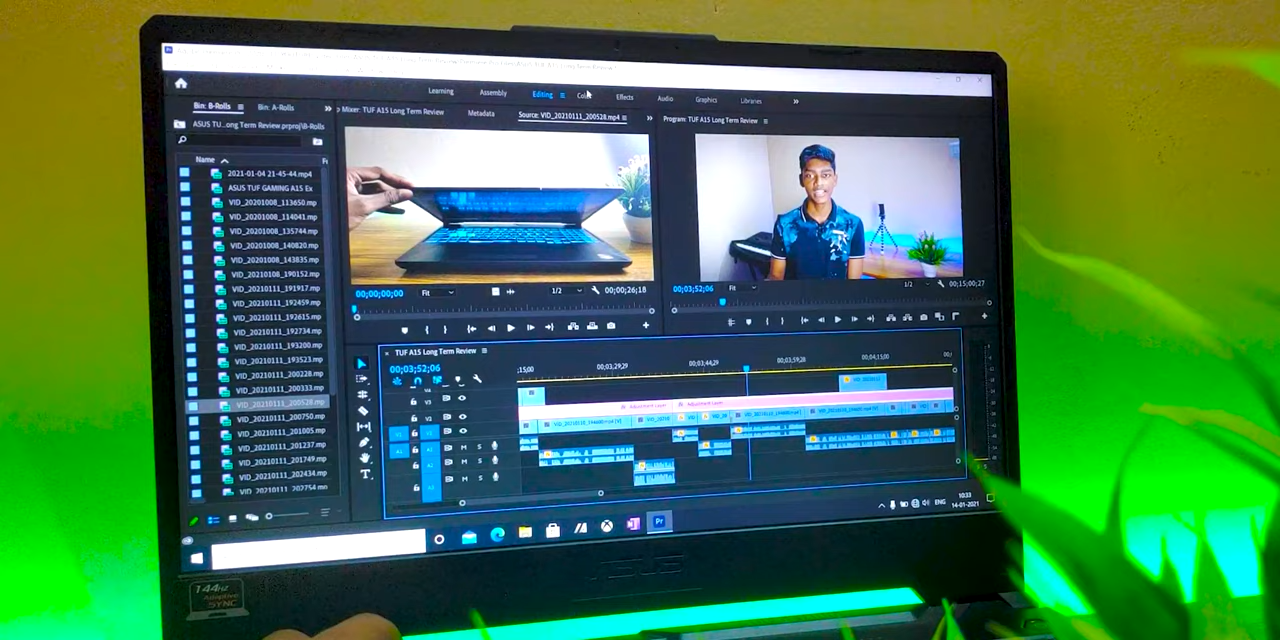 Learning Assembly Editing Color Effects Audio Graphics Libraries
Bin: B-Rolls Bin: A-Rolls
Mixer: TUF A15 Long Term Review Metadata Source: VID_20210111_200528.mp4
Program: TUF A15 Long Term Review
ASUS TU...ong Term Review.prproj\B-Rolls
Name
2021-01-04 21-45-44.mp4
ASUS TUF GAMING A15 Ex
VID_20201008_113650.mp
VID_20201008_114041.mp
VID_20201008_135744.mp
VID_20201008_140820.mp
VID_20201008_143835.mp
VID_20201108_190152.mp
VID_20210111_191917.mp
VID_20210111_192459.mp
VID_20210111_192615.mp
VID_20210111_192734.mp
VID_20210111_193200.mp
VID_20210111_193523.mp
VID_20210111_200228.mp
VID_20210111_200333.mp
VID_20210111_200528.mp
VID_20210111_200750.mp
VID_20210111_201005.mp
VID_20210111_201237.mp
VID_20210111_201749.mp
VID_20210111_202434.mp
VID_20210111_202754.mp
00;00;00;00 Fit 1/2 00;00;26;18
00;03;52;06 Fit 1/2 00;15;00;27
TUF A15 Long Term Review
00;03;52;06
;15;00 00;03;29;29 00;03;44;29 00;03;59;28 00;04;15;00
Adjustment Layer Adjustment Layer
V3
V1
M S
M S
ENG
10:33
14-01-2021
Pr
ASUS
144Hz
Adaptive
SYNC